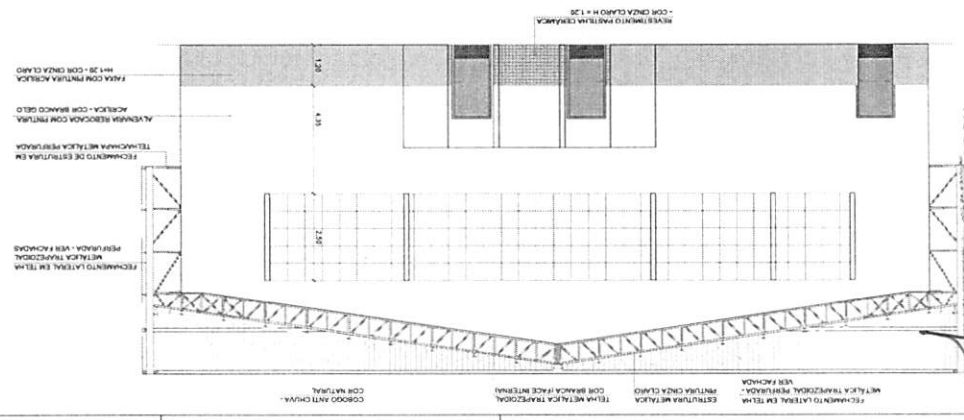 FECHAMENTO LATERAL EM TELHA
METÁLICA TRAPEZOIDAL PERFURADA -
VER FACHADA
ESTRUTURA METÁLICA
PINTURA CINZA CLARO
TELHA METÁLICA TRAPEZOIDAL
COR BRANCA (FACE INTERNA)
COBOGÓ ANTI CHUVA -
COR NATURAL
FECHAMENTO LATERAL EM TELHA
METÁLICA TRAPEZOIDAL
PERFURADA - VER FACHADAS
2,50
FECHAMENTO DE ESTRUTURA EM
TELHA/CHAPA METÁLICA PERFURADA
4,35
ALVENARIA REBOCADA COM PINTURA
ACRÍLICA - COR BRANCO GELO
FAIXA COM PINTURA ACRÍLICA
H=1.20 - COR CINZA CLARO
1,20
REVESTIMENTO PASTILHA CERÂMICA
- COR CINZA CLARO H = 1.20